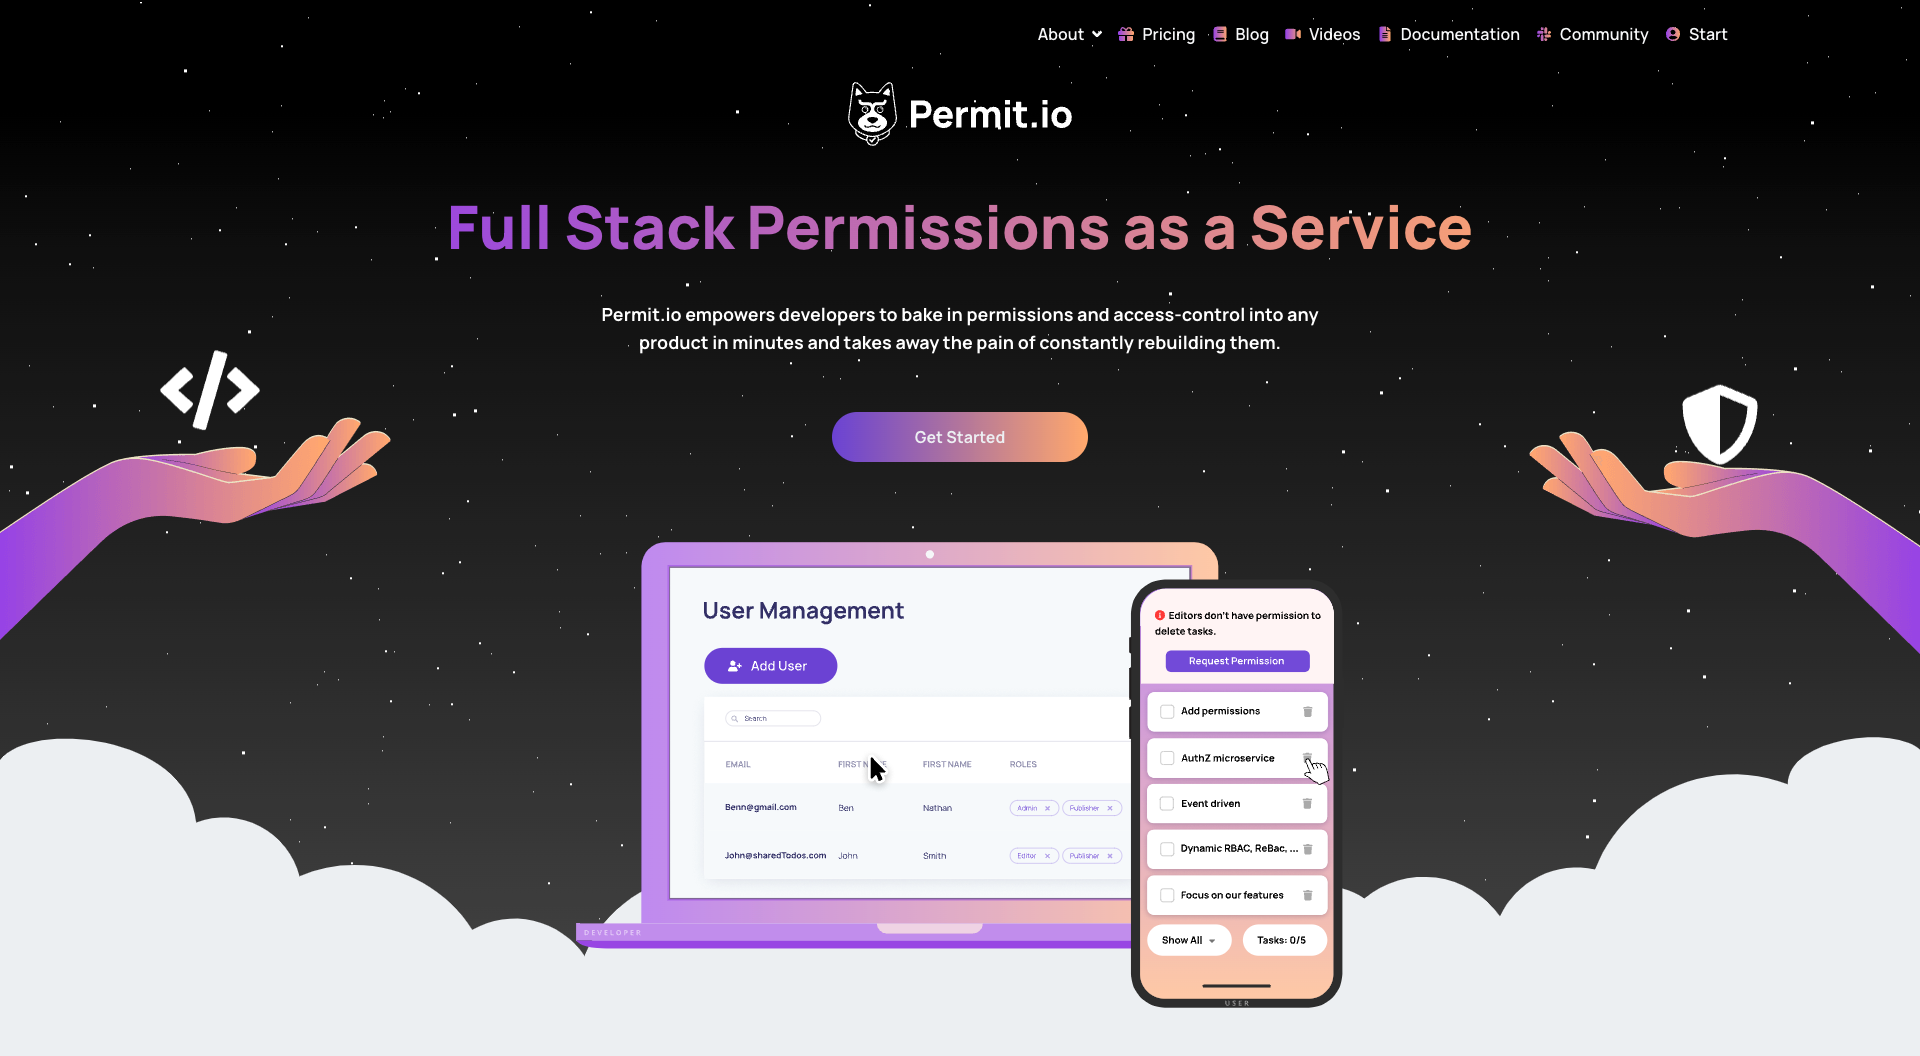 About Pricing Blog Videos Documentation Community Start
Permit.io
Full Stack Permissions as a Service
Permit.io empowers developers to bake in permissions and access-control into any
product in minutes and takes away the pain of constantly rebuilding them.
Get Started
User Management
Add User
Search
EMAIL FIRST NAME FIRST NAME ROLES
Benn@gmail.com Ben Nathan Admin Publisher
John@sharedTodos.com John Smith Editor Publisher
DEVELOPER
Editors don't have permission to
delete tasks.
Request Permission
Add permissions
AuthZ microservice
Event driven
Dynamic RBAC, ReBac, ...
Focus on our features
Show All Tasks: 0/5
USER